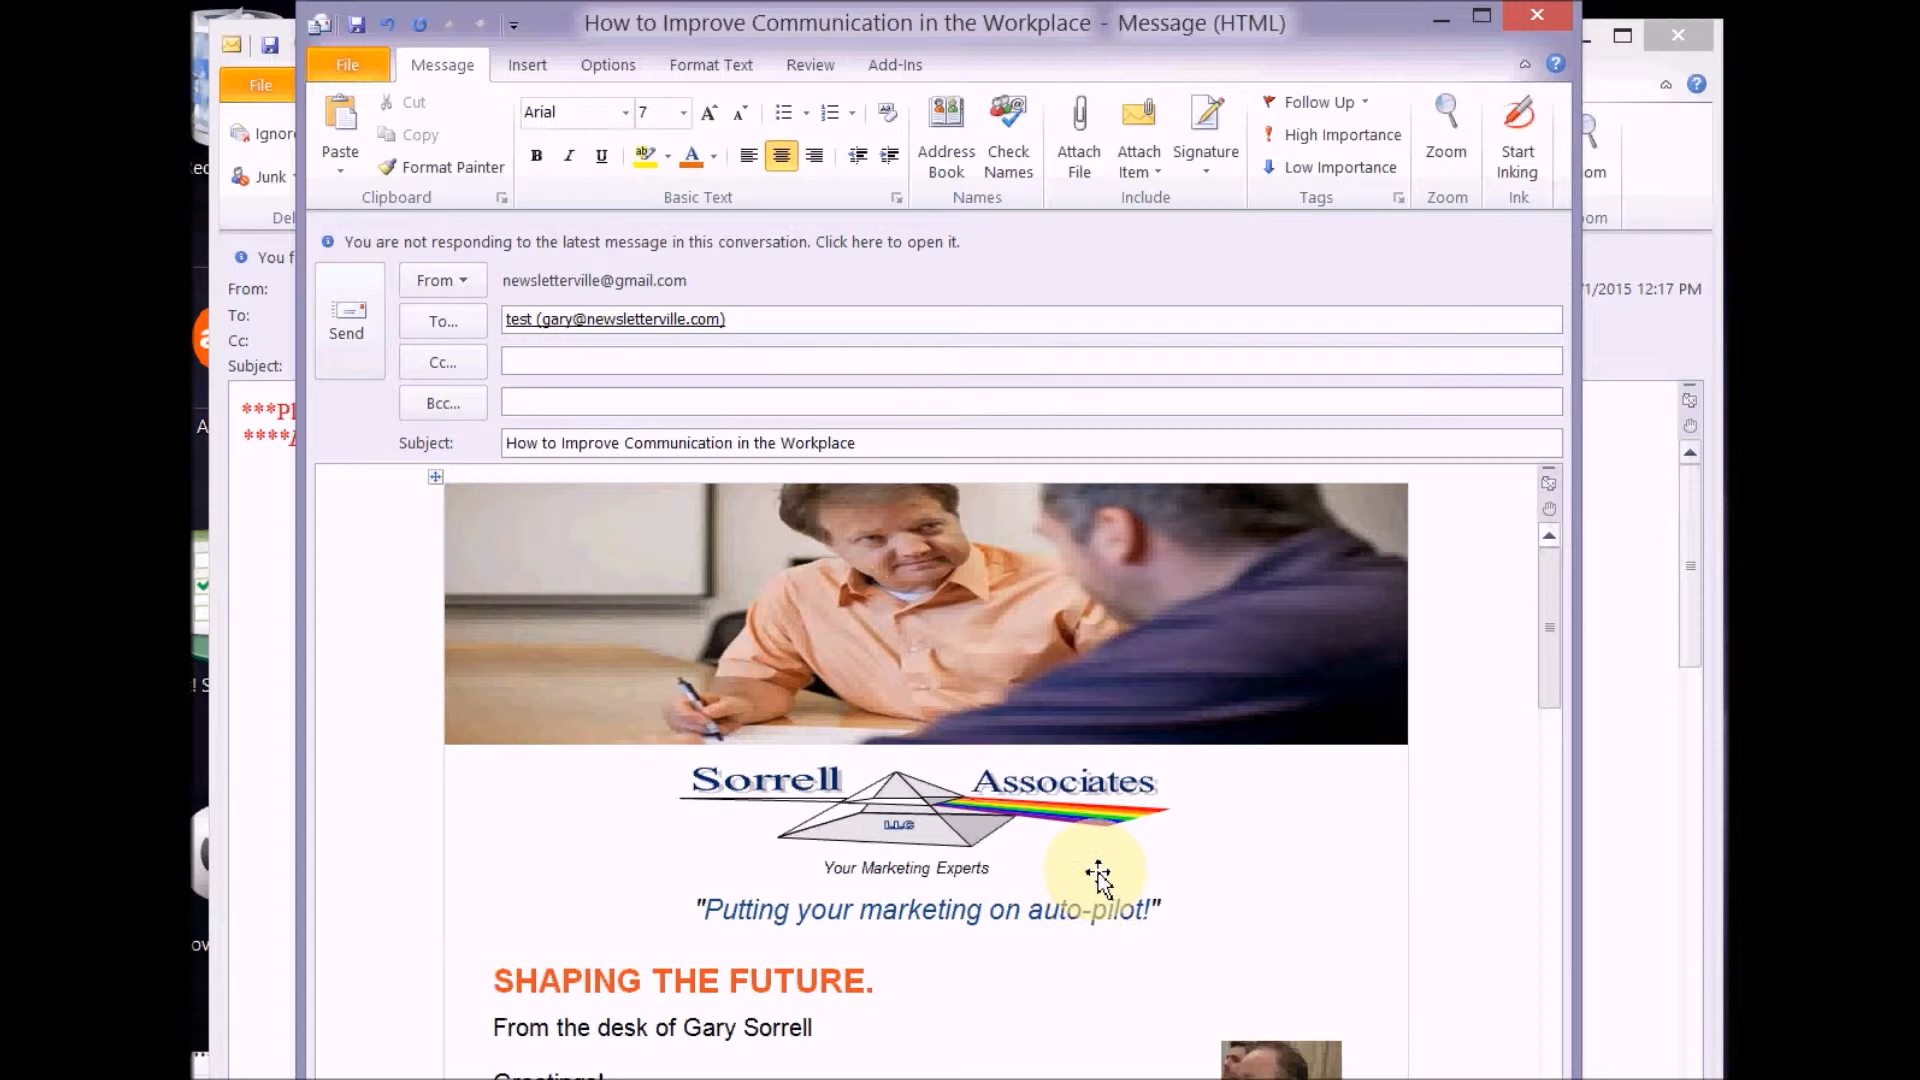 How to Improve Communication in the Workplace - Message (HTML)
File
Message
Insert
Options
Format Text
Review
Add-Ins
File
Paste
Cut
Copy
Format Painter
Clipboard
Arial
7
B
I
U
Basic Text
Address Book
Check Names
Names
Attach File
Attach Item
Signature
Include
Follow Up
High Importance
Low Importance
Tags
Zoom
Zoom
Start Inking
Ink
Junk
You are not responding to the latest message in this conversation. Click here to open it.
From:
To:
Cc:
Subject:
/1/2015 12:17 PM
Send
From
newsletterville@gmail.com
To...
test (gary@newsletterville.com)
Cc...
Bcc...
Subject:
How to Improve Communication in the Workplace
Sorrell Associates
LLC
Your Marketing Experts
"Putting your marketing on auto-pilot!"
SHAPING THE FUTURE.
From the desk of Gary Sorrell
Greetings!